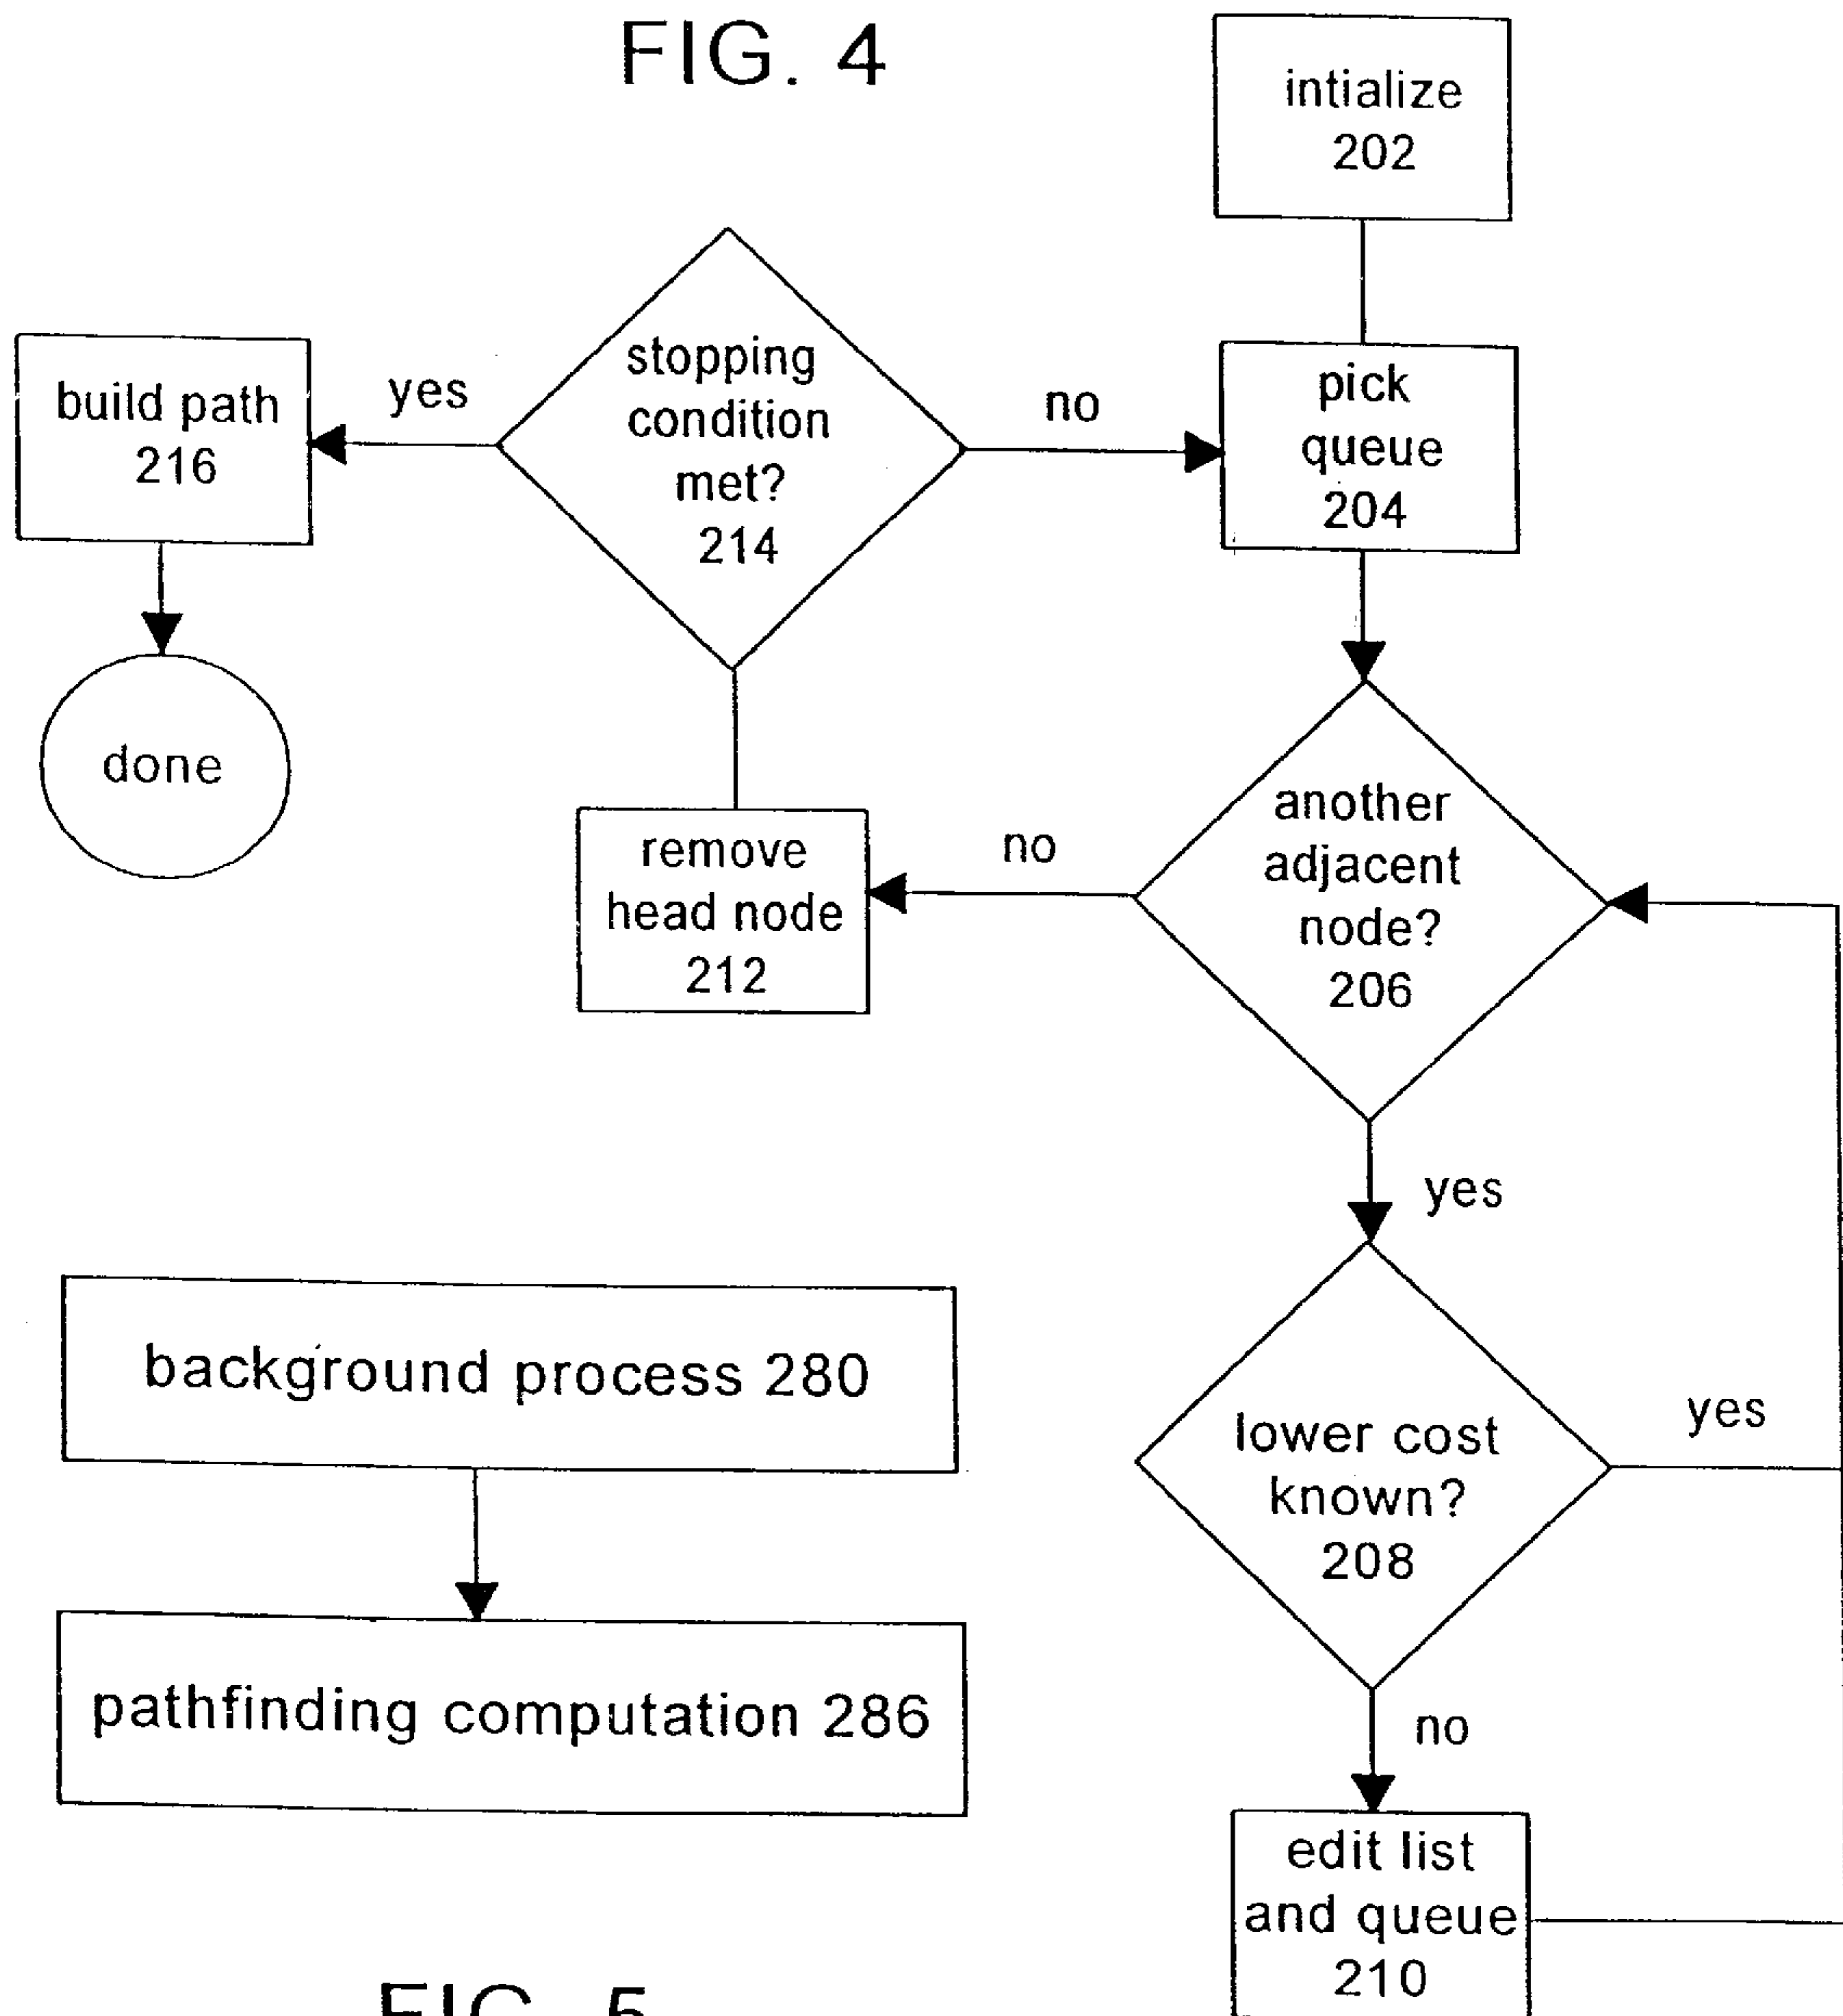 FIG. 4
intialize
202
stopping
condition
met?
214
yes
no
build path
216
pick
queue
204
done
another
adjacent
node?
206
no
remove
head node
212
yes
background process 280
lower cost
known?
208
yes
pathfinding computation 286
no
edit list
and queue
210
FIG. 5